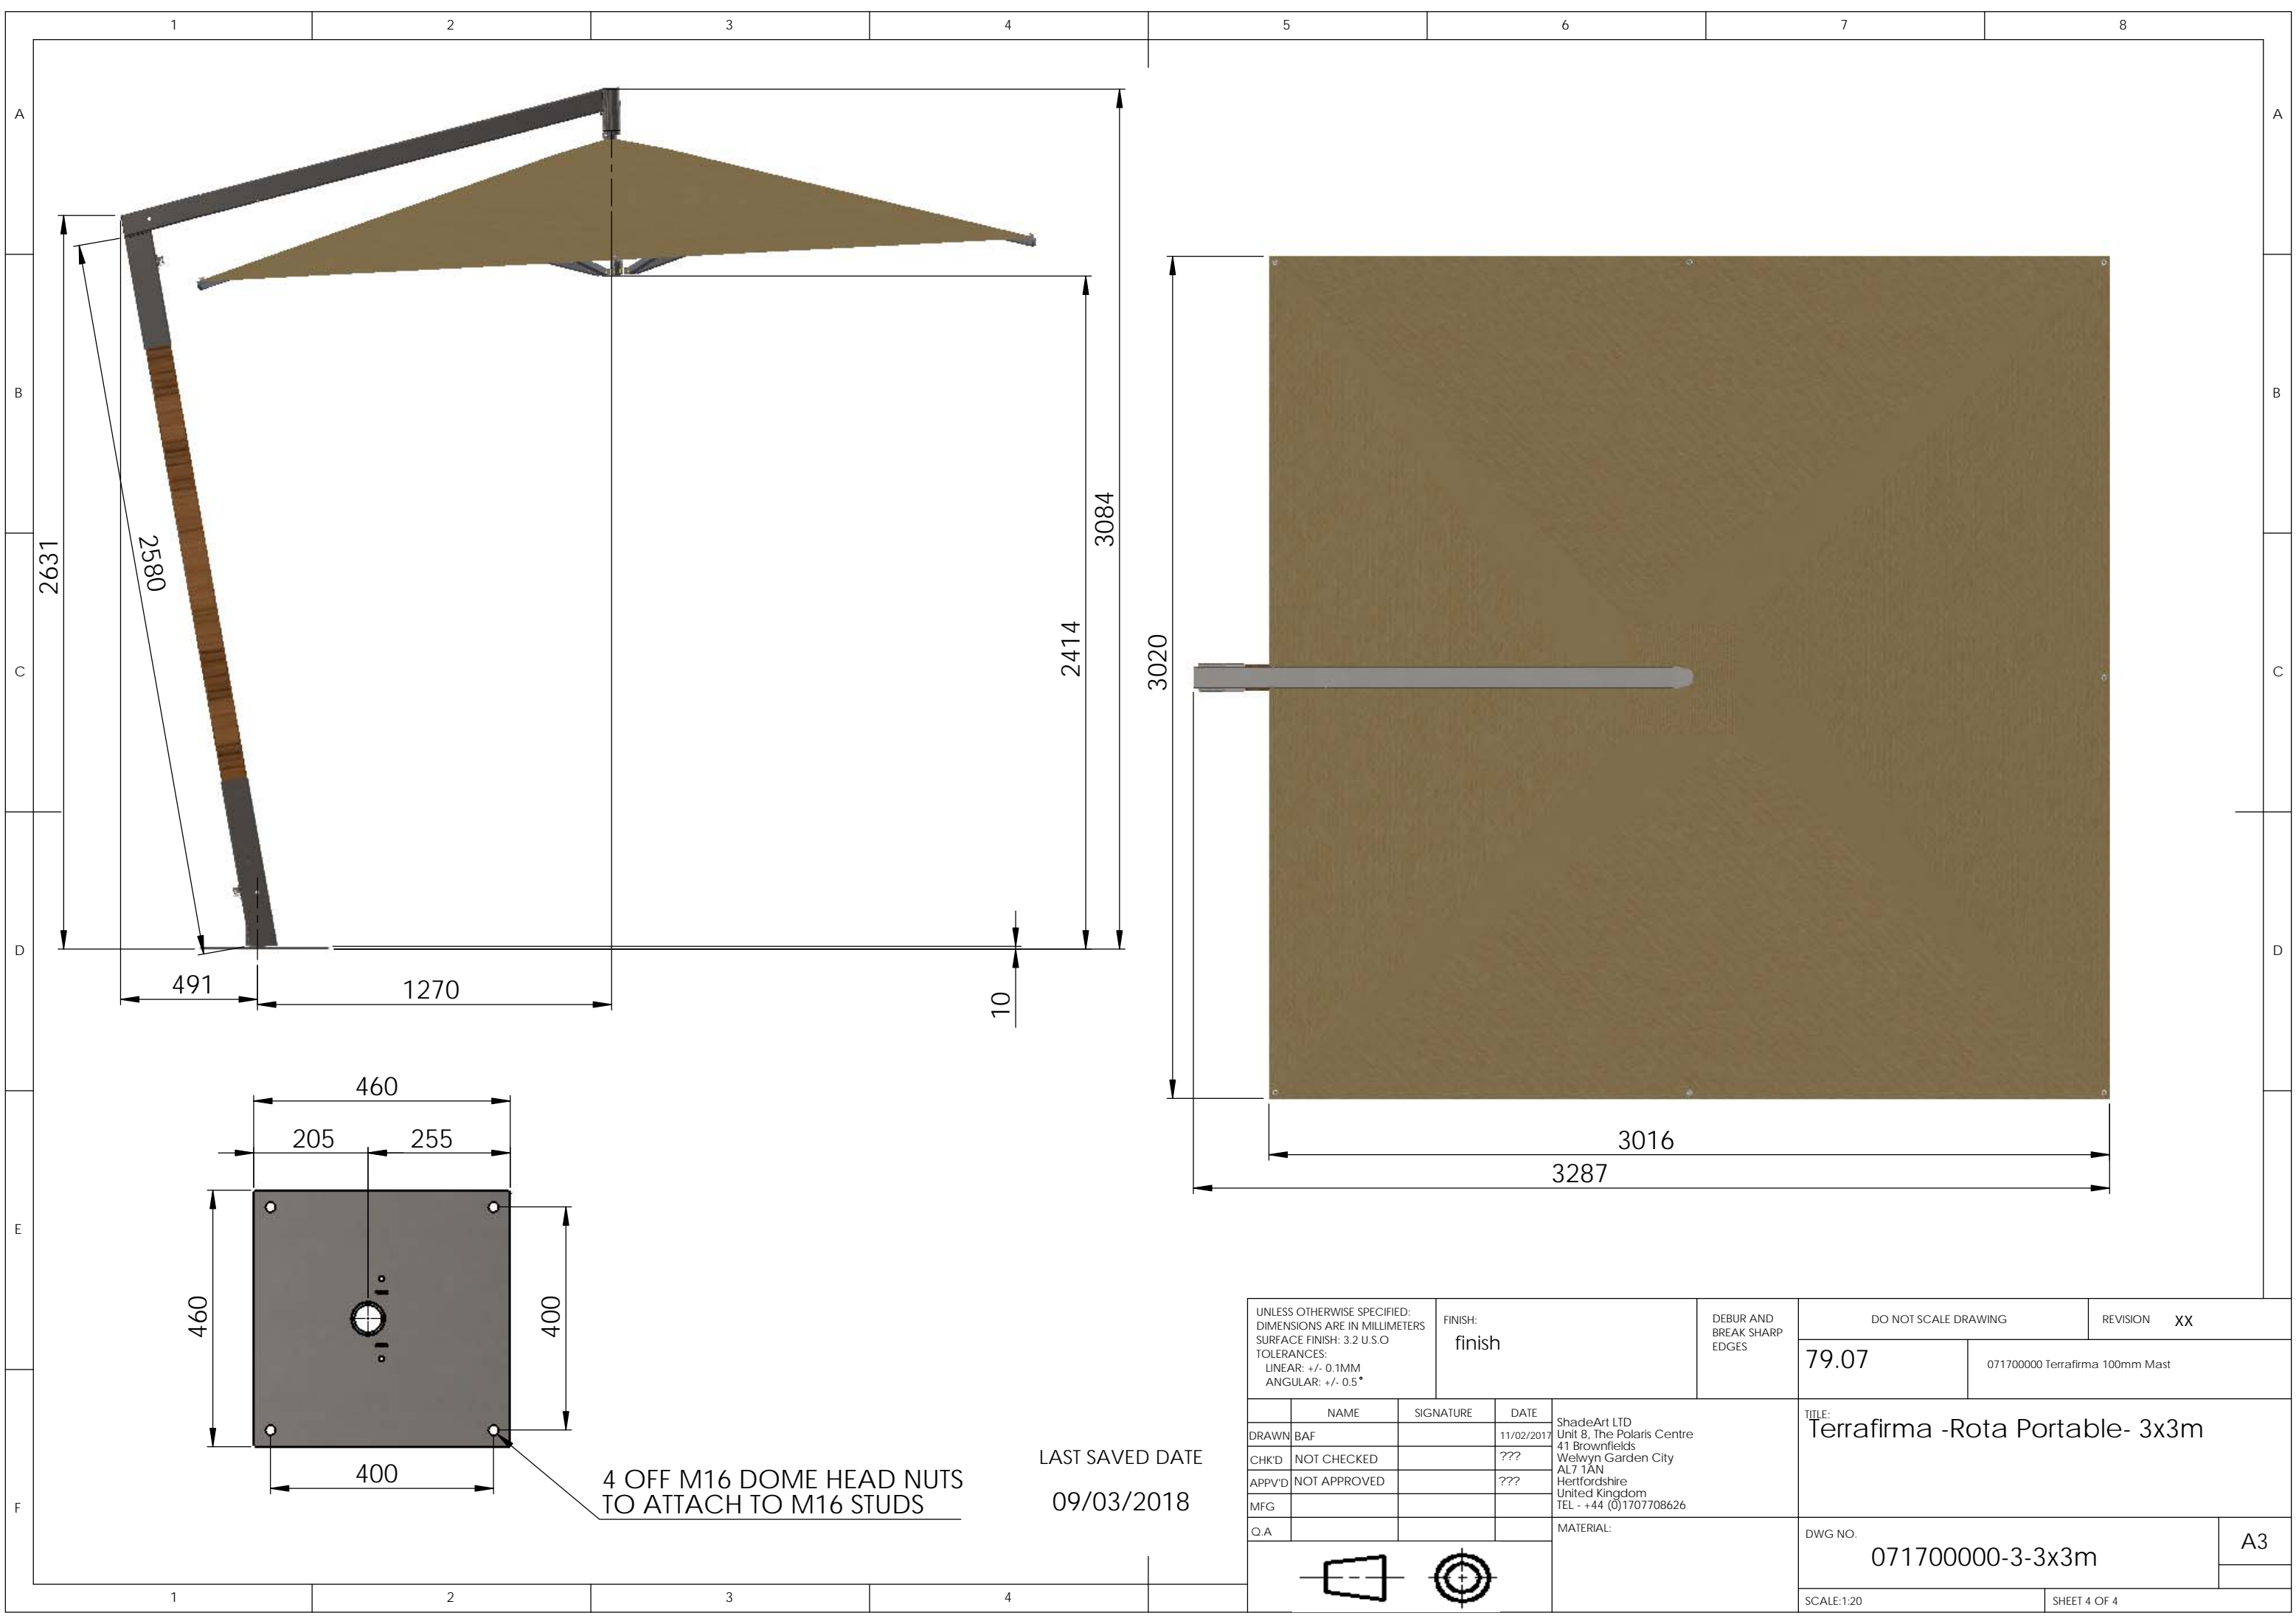 1 2 3 4 5 6 7 8
A A
B B
C C
D D
E E
F F
1 2 3 4
2631
2580
3084
2414
491
1270
10
3020
3016
3287
460
205 255
460
400
400
4 OFF M16 DOME HEAD NUTS
TO ATTACH TO M16 STUDS
LAST SAVED DATE
09/03/2018
UNLESS OTHERWISE SPECIFIED:
DIMENSIONS ARE IN MILLIMETERS
SURFACE FINISH: 3.2 U.S.O
TOLERANCES:
LINEAR: +/- 0.1MM
ANGULAR: +/- 0.5°
FINISH:
finish
DEBUR AND
BREAK SHARP
EDGES
DO NOT SCALE DRAWING
REVISION XX
79.07
071700000 Terrafirma 100mm Mast
NAME SIGNATURE DATE
DRAWN BAF 11/02/2017
CHK'D NOT CHECKED ???
APPV'D NOT APPROVED ???
MFG
Q.A
ShadeArt LTD
Unit 8, The Polaris Centre
41 Brownfields
Welwyn Garden City
AL7 1AN
Hertfordshire
United Kingdom
TEL - +44 (0)1707708626
MATERIAL:
TITLE:
Terrafirma -Rota Portable- 3x3m
DWG NO.
071700000-3-3x3m
A3
SCALE:1:20
SHEET 4 OF 4